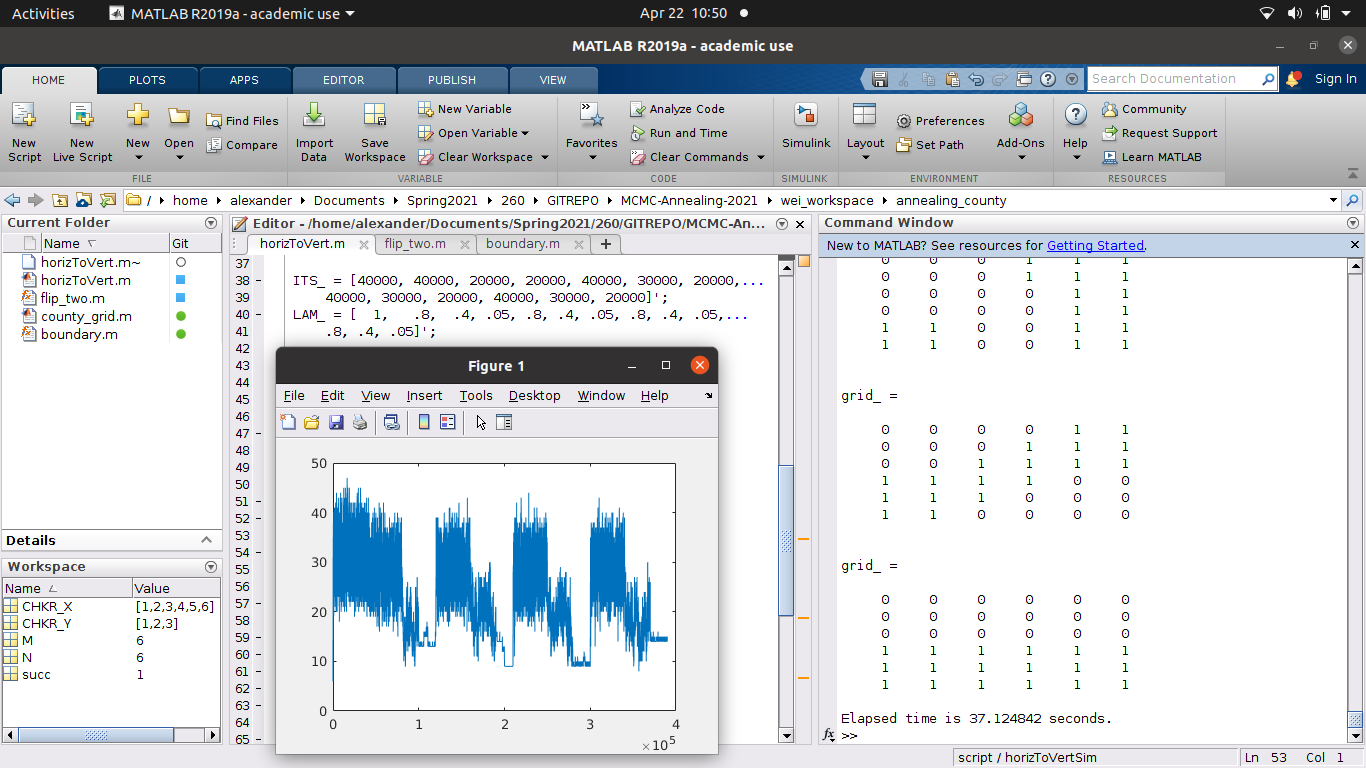 Activities
MATLAB R2019a - academic use
Apr 22 10:50
MATLAB R2019a - academic use
HOME
PLOTS
APPS
EDITOR
PUBLISH
VIEW
Search Documentation
Sign In
New Script
New Live Script
New
Open
Find Files
Compare
FILE
Import Data
Save Workspace
New Variable
Open Variable
Clear Workspace
VARIABLE
Favorites
Analyze Code
Run and Time
Clear Commands
CODE
Simulink
SIMULINK
Layout
Preferences
Set Path
Add-Ons
ENVIRONMENT
Help
Community
Request Support
Learn MATLAB
RESOURCES
/ home alexander Documents Spring2021 260 GITREPO MCMC-Annealing-2021 wei_workspace annealing_county
Current Folder
Name Git
horizToVert.m~
horizToVert.m
flip_two.m
county_grid.m
boundary.m
Details
Workspace
Name Value
CHKR_X [1,2,3,4,5,6]
CHKR_Y [1,2,3]
M 6
N 6
succ 1
Editor - /home/alexander/Documents/Spring2021/260/GITREPO/MCMC-An...
horizToVert.m
flip_two.m
boundary.m
+
37
38 ITS_ = [40000, 40000, 20000, 20000, 40000, 30000, 20000,...
39 40000, 30000, 20000, 40000, 30000, 20000]';
40 LAM_ = [ 1, .8, .4, .05, .8, .4, .05, .8, .4, .05,...
41 .8, .4, .05]';
42
43
44
45
46
47
48
49
50
51
52
53
54
55
56
57
58
59
60
61
62
63
64
65
Figure 1
File Edit View Insert Tools Desktop Window Help
50
40
30
20
10
0
0 1 2 3 4
×10^5
Command Window
New to MATLAB? See resources for Getting Started.
0 0 0 1 1 1
0 0 0 1 1 1
0 0 0 0 1 1
0 0 0 0 1 1
1 1 0 0 1 1
1 1 0 0 1 1
grid_ =
0 0 0 0 1 1
0 0 0 1 1 1
0 0 1 1 1 1
1 1 1 1 0 0
1 1 1 0 0 0
1 1 0 0 0 0
grid_ =
0 0 0 0 0 0
0 0 0 0 0 0
0 0 0 0 0 0
1 1 1 1 1 1
1 1 1 1 1 1
1 1 1 1 1 1
Elapsed time is 37.124842 seconds.
fx >>
script / horizToVertSim
Ln 53 Col 1